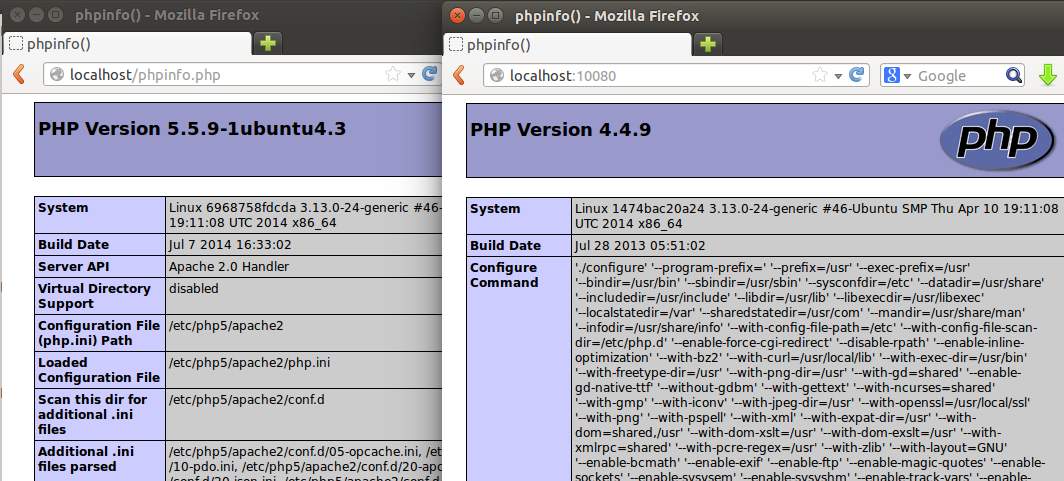 phpinfo() - Mozilla Firefox
phpinfo()
localhost/phpinfo.php
PHP Version 5.5.9-1ubuntu4.3
System
Linux 6968758fdcda 3.13.0-24-generic #46-
19:11:08 UTC 2014 x86_64
Build Date
Jul 7 2014 16:33:02
Server API
Apache 2.0 Handler
Virtual Directory
Support
disabled
Configuration File
(php.ini) Path
/etc/php5/apache2
Loaded
Configuration File
/etc/php5/apache2/php.ini
Scan this dir for
additional .ini
files
/etc/php5/apache2/conf.d
Additional .ini
files parsed
/etc/php5/apache2/conf.d/05-opcache.ini, /et
/10-pdo.ini, /etc/php5/apache2/conf.d/20-apc
/conf.d/20-json.ini, /etc/php5/apache2/conf.d
phpinfo() - Mozilla Firefox
phpinfo()
localhost:10080
8
Google
PHP Version 4.4.9
php
System
Linux 1474bac20a24 3.13.0-24-generic #46-Ubuntu SMP Thu Apr 10 19:11:08
UTC 2014 x86_64
Build Date
Jul 28 2013 05:51:02
Configure
Command
'./configure' '--program-prefix=' '--prefix=/usr' '--exec-prefix=/usr'
'--bindir=/usr/bin' '--sbindir=/usr/sbin' '--sysconfdir=/etc' '--datadir=/usr/share'
'--includedir=/usr/include' '--libdir=/usr/lib' '--libexecdir=/usr/libexec'
'--localstatedir=/var' '--sharedstatedir=/usr/com' '--mandir=/usr/share/man'
'--infodir=/usr/share/info' '--with-config-file-path=/etc' '--with-config-file-scan-
dir=/etc/php.d' '--enable-force-cgi-redirect' '--disable-rpath' '--enable-inline-
optimization' '--with-bz2' '--with-curl=/usr/local/lib' '--with-exec-dir=/usr/bin'
'--with-freetype-dir=/usr' '--with-png-dir=/usr' '--with-gd=shared' '--enable-
gd-native-ttf' '--without-gdbm' '--with-gettext' '--with-ncurses=shared'
'--with-gmp' '--with-iconv' '--with-jpeg-dir=/usr' '--with-openssl=/usr/local/ssl'
'--with-png' '--with-pspell' '--with-xml' '--with-expat-dir=/usr' '--with-
dom=shared,/usr' '--with-dom-xslt=/usr' '--with-dom-exslt=/usr' '--with-
xmlrpc=shared' '--with-pcre-regex=/usr' '--with-zlib' '--with-layout=GNU'
'--enable-bcmath' '--enable-exif' '--enable-ftp' '--enable-magic-quotes' '--enable-
sockets' '--enable-sysvsem' '--enable-sysvshm' '--enable-track-vars' '--enable-